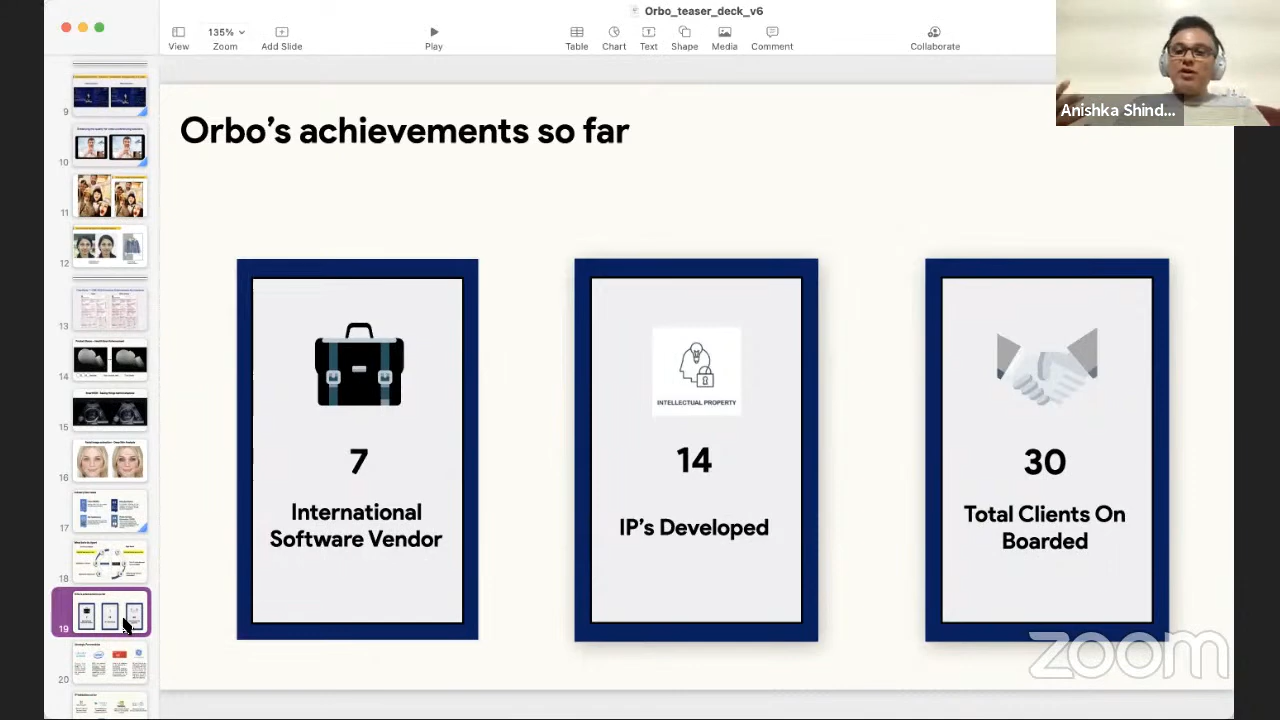 Orbo_teaser_deck_v6
135%
View
Zoom
Add Slide
Play
Table
Chart
Text
Shape
Media
Comment
Collaborate
Anishka Shind...
Orbo’s achievements so far
INTELLECTUAL PROPERTY
7
14
30
International
Software Vendor
IP’s Developed
Total Clients On
Boarded
9
10
11
12
13
14
15
16
17
18
19
20
zoom